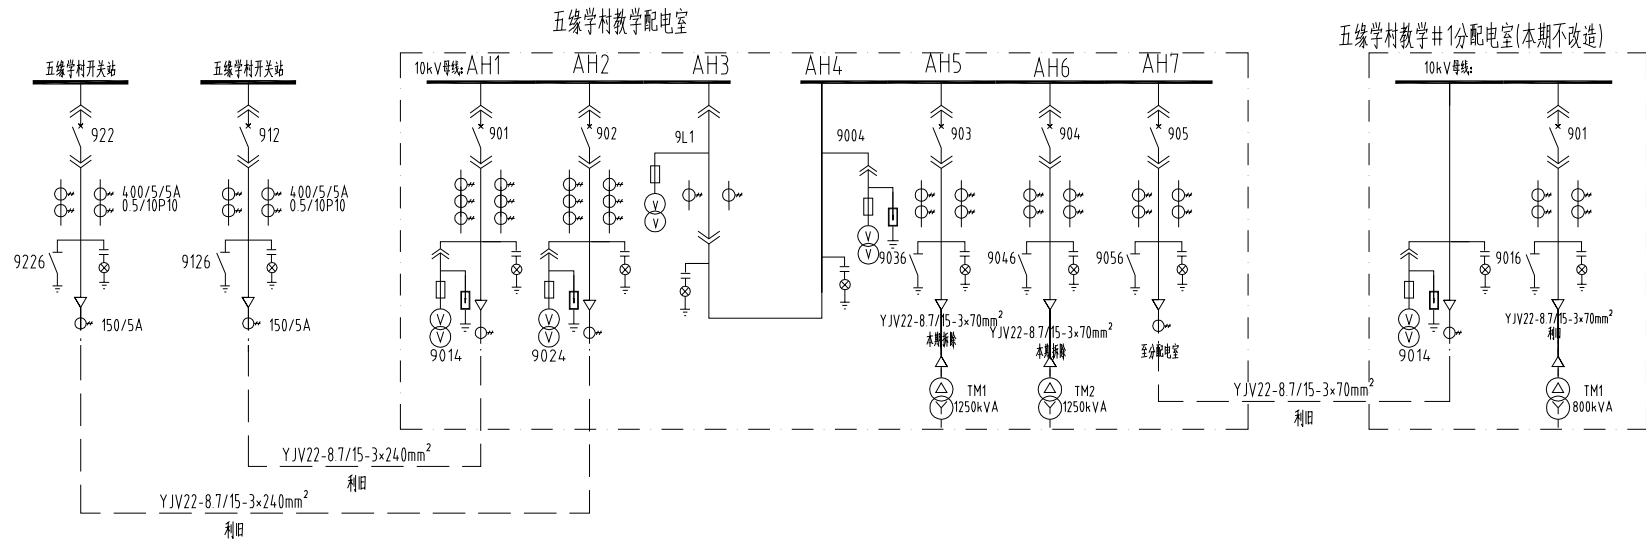 五缘学村教学配电室
五缘学村教学#1分配电室(本期不改造)
五缘学村开关站
五缘学村开关站
10kV母线:
AH1
AH2
AH3
AH4
AH5
AH6
AH7
10kV母线:
922
912
901
902
9L1
9004
903
904
905
901
400/5/5A
0.5/10P10
400/5/5A
0.5/10P10
9226
9126
9036
9046
9056
9016
150/5A
150/5A
9014
9024
9014
YJV22-8.7/15-3×70mm²
本期拆除
YJV22-8.7/15-3×70mm²
本期拆除
至分配电室
YJV22-8.7/15-3×70mm²
利旧
TM1
1250kVA
TM2
1250kVA
YJV22-8.7/15-3×70mm²
利旧
TM1
800kVA
YJV22-8.7/15-3×240mm²
利旧
YJV22-8.7/15-3×240mm²
利旧